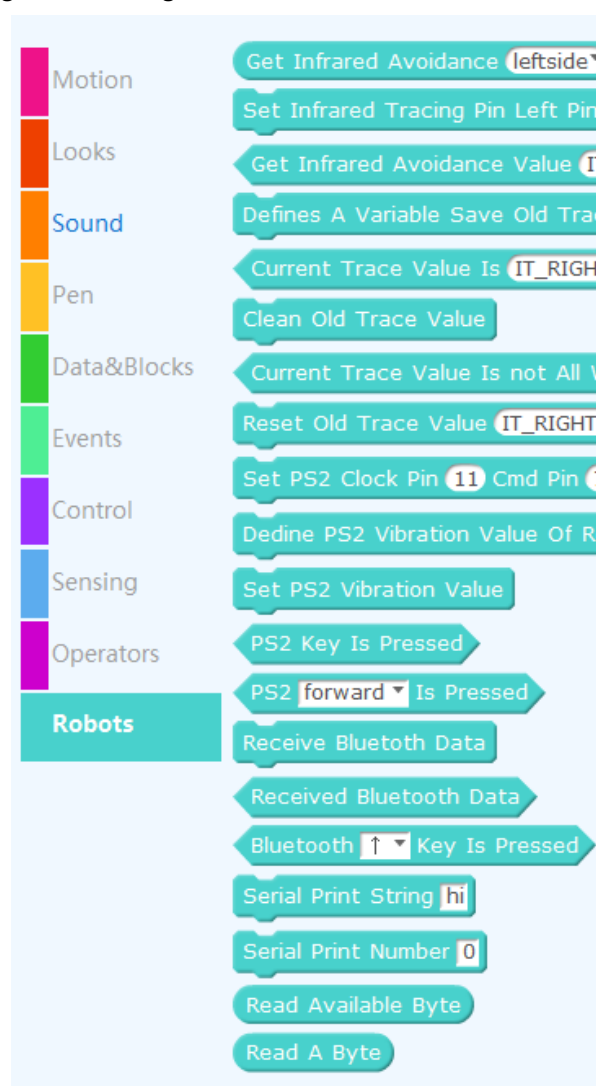 Motion
Looks
Sound
Pen
Data&Blocks
Events
Control
Sensing
Operators
Robots
Get Infrared Avoidance leftside
Set Infrared Tracing Pin Left Pin
Get Infrared Avoidance Value
Defines A Variable Save Old
Current Trace Value Is
Clean Old Trace Value
Current Trace Value Is not All
Reset Old Trace Value IT_RIGHT
Set PS2 Clock Pin 11 Cmd Pin
Dedine PS2 Vibration Value Of
Set PS2 Vibration Value
PS2 Key Is Pressed
PS2 forward Is Pressed
Receive Bluetoth Data
Received Bluetooth Data
Bluetooth ↑ Key Is Pressed
Serial Print String hi
Serial Print Number 0
Read Available Byte
Read A Byte